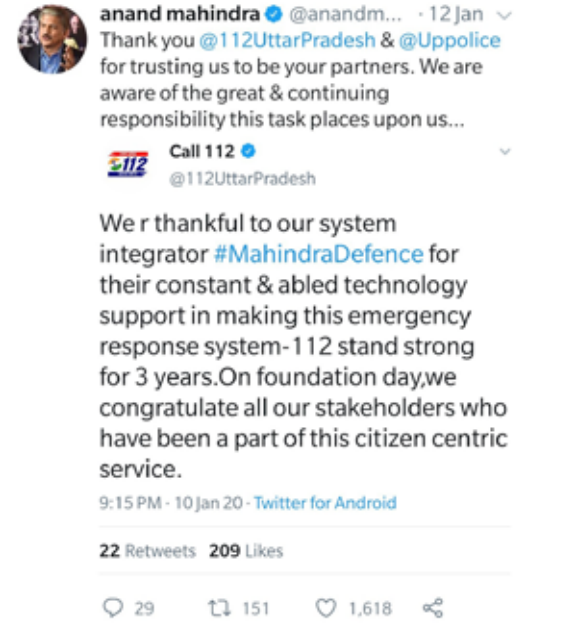 anand mahindra @anandm... · 12 Jan
Thank you @112UttarPradesh & @Uppolice
for trusting us to be your partners. We are
aware of the great & continuing
responsibility this task places upon us...
112
Call 112
@112UttarPradesh
We r thankful to our system
integrator #MahindraDefence for
their constant & abled technology
support in making this emergency
response system-112 stand strong
for 3 years.On foundation day,we
congratulate all our stakeholders who
have been a part of this citizen centric
service.
9:15 PM - 10 Jan 20 - Twitter for Android
22 Retweets 209 Likes
29 151 1,618